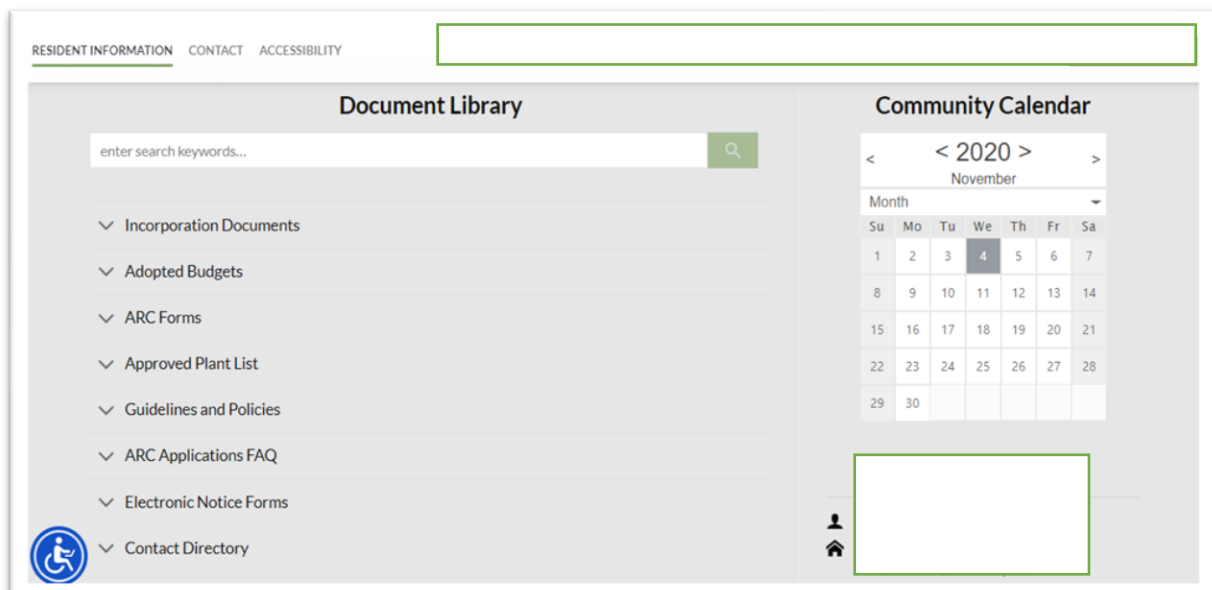 RESIDENT INFORMATION CONTACT ACCESSIBILITY
Document Library
enter search keywords...
Incorporation Documents
Adopted Budgets
ARC Forms
Approved Plant List
Guidelines and Policies
ARC Applications FAQ
Electronic Notice Forms
Contact Directory
Community Calendar
< < 2020 > >
November
Month
Su Mo Tu We Th Fr Sa
1 2 3 4 5 6 7
8 9 10 11 12 13 14
15 16 17 18 19 20 21
22 23 24 25 26 27 28
29 30